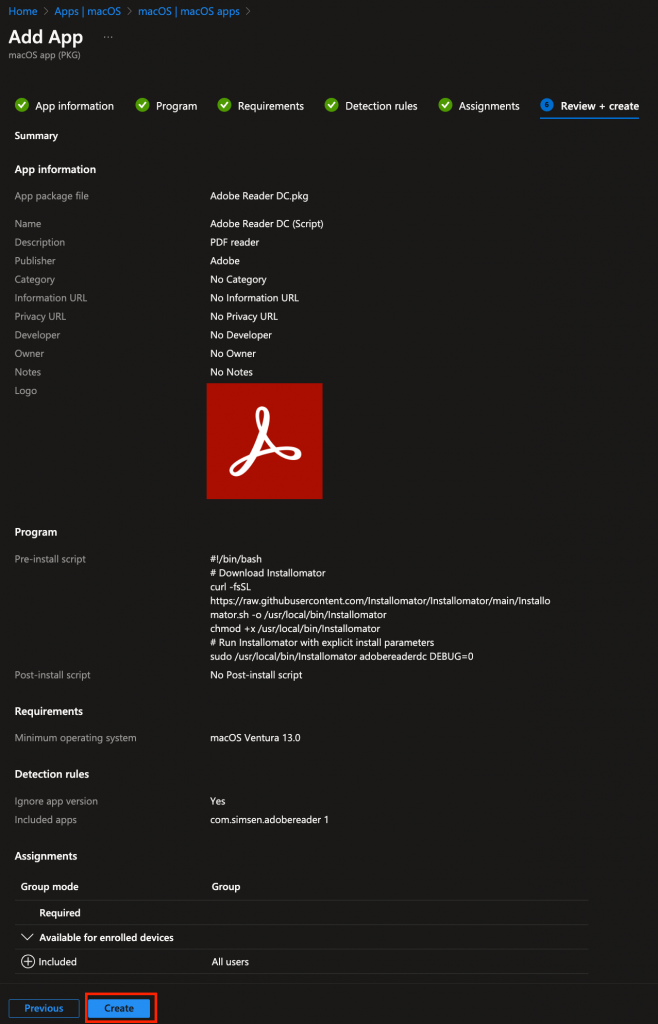 Home > Apps | macOS > macOS | macOS apps >
Add App ...
macOS app (PKG)
App information Program Requirements Detection rules Assignments 6 Review + create
Summary
App information
App package file Adobe Reader DC.pkg
Name Adobe Reader DC (Script)
Description PDF reader
Publisher Adobe
Category No Category
Information URL No Information URL
Privacy URL No Privacy URL
Developer No Developer
Owner No Owner
Notes No Notes
Logo
Program
Pre-install script #!/bin/bash
# Download Installomator
curl -fsSL
https://raw.githubusercontent.com/Installomator/Installomator/main/Installo
mator.sh -o /usr/local/bin/Installomator
chmod +x /usr/local/bin/Installomator
# Run Installomator with explicit install parameters
sudo /usr/local/bin/Installomator adobereaderdc DEBUG=0
Post-install script No Post-install script
Requirements
Minimum operating system macOS Ventura 13.0
Detection rules
Ignore app version Yes
Included apps com.simsen.adobereader 1
Assignments
Group mode Group
Required
Available for enrolled devices
Included All users
Previous Create